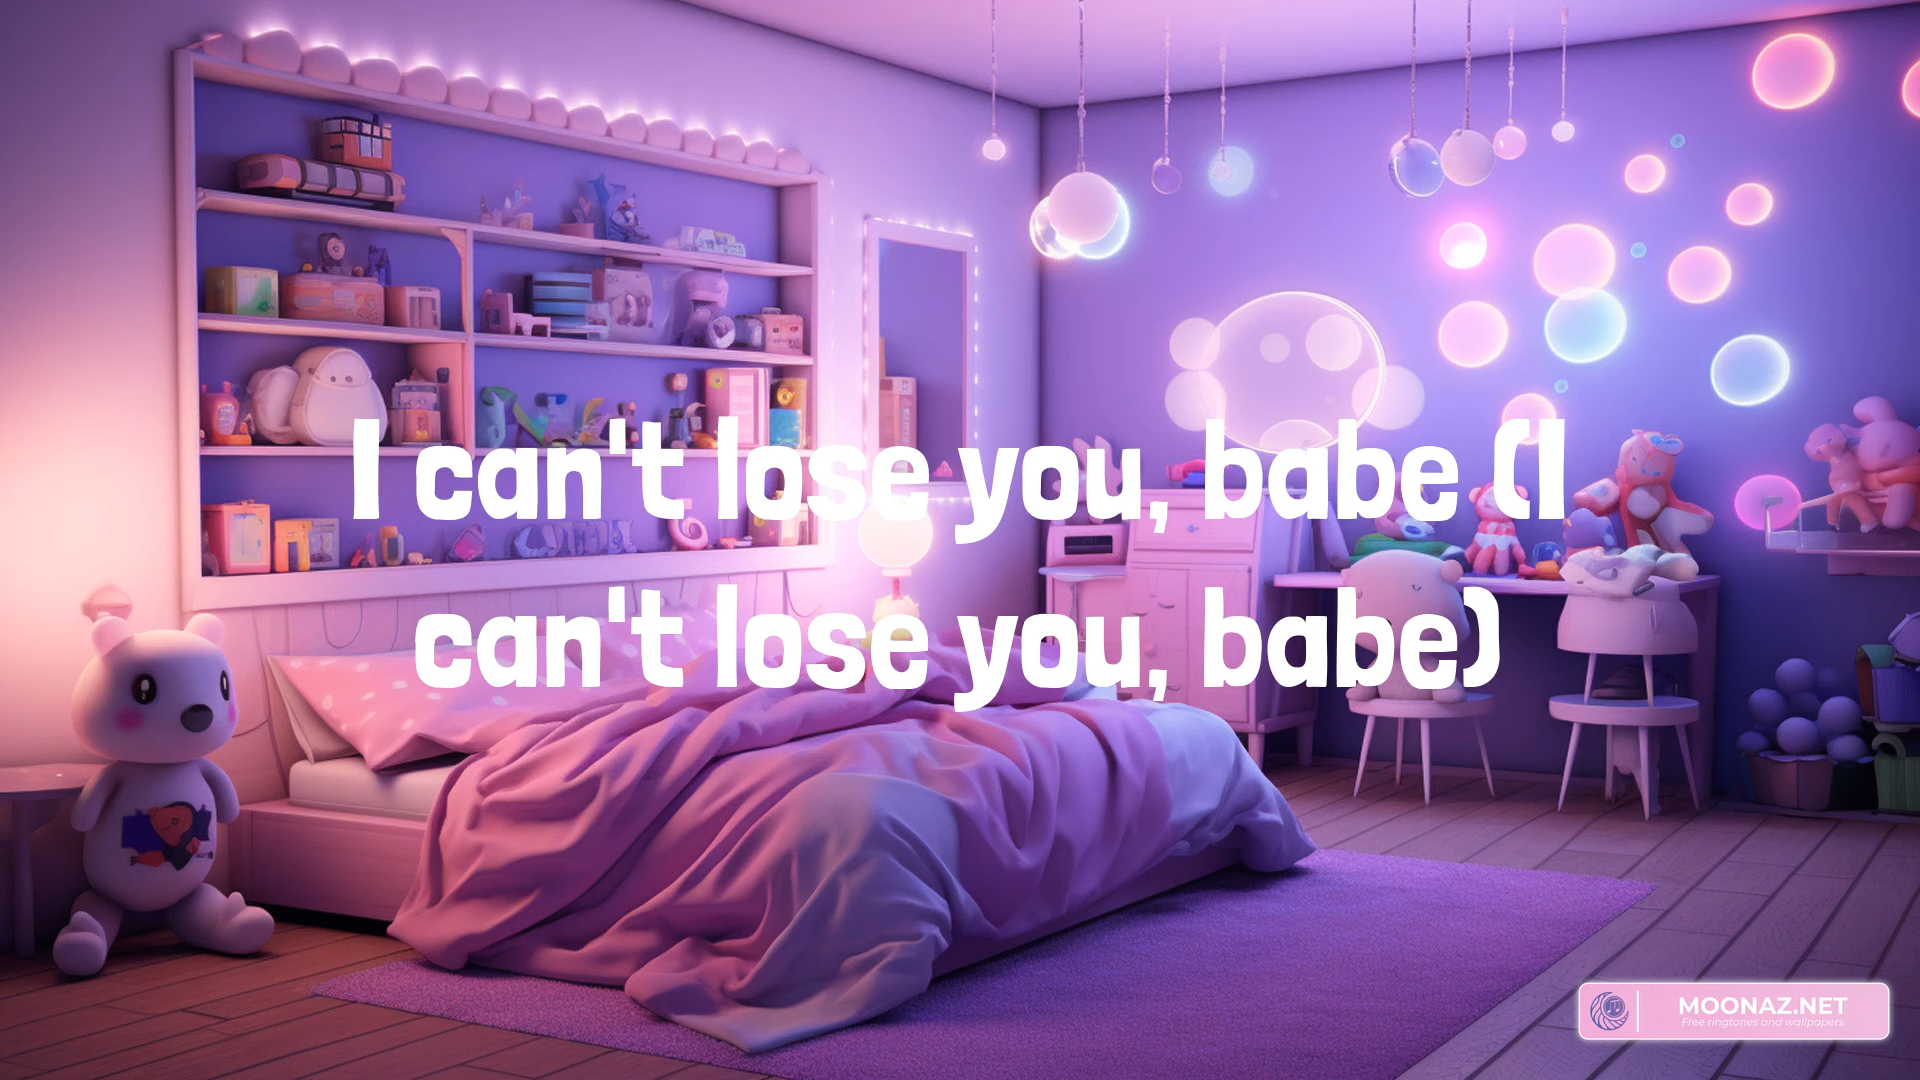 I can't lose you, babe (I
can't lose you, babe)
MOONAZ.NET
Free ringtones and wallpapers